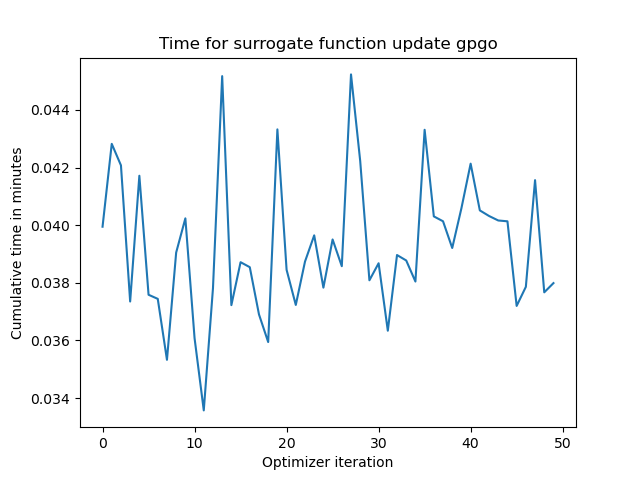 Time for surrogate function update gpgo
Cumulative time in minutes
0.044
0.042
0.040
0.038
0.036
0.034
0 10 20 30 40 50
Optimizer iteration